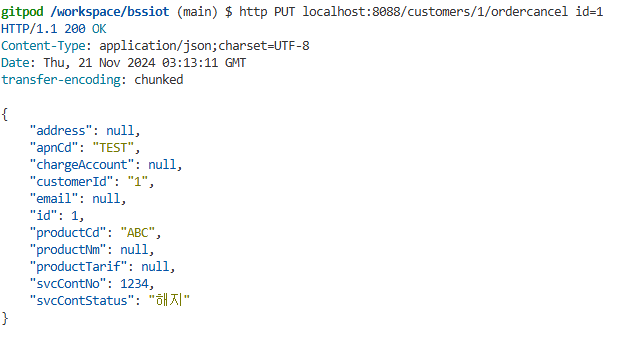 gitpod /workspace/bssiot (main) $ http PUT localhost:8088/customers/1/ordercancel id=1
HTTP/1.1 200 OK
Content-Type: application/json;charset=UTF-8
Date: Thu, 21 Nov 2024 03:13:11 GMT
transfer-encoding: chunked

{
    "address": null,
    "apnCd": "TEST",
    "chargeAccount": null,
    "customerId": "1",
    "email": null,
    "id": 1,
    "productCd": "ABC",
    "productNm": null,
    "productTarif": null,
    "svcContNo": 1234,
    "svcContStatus": "해지"
}